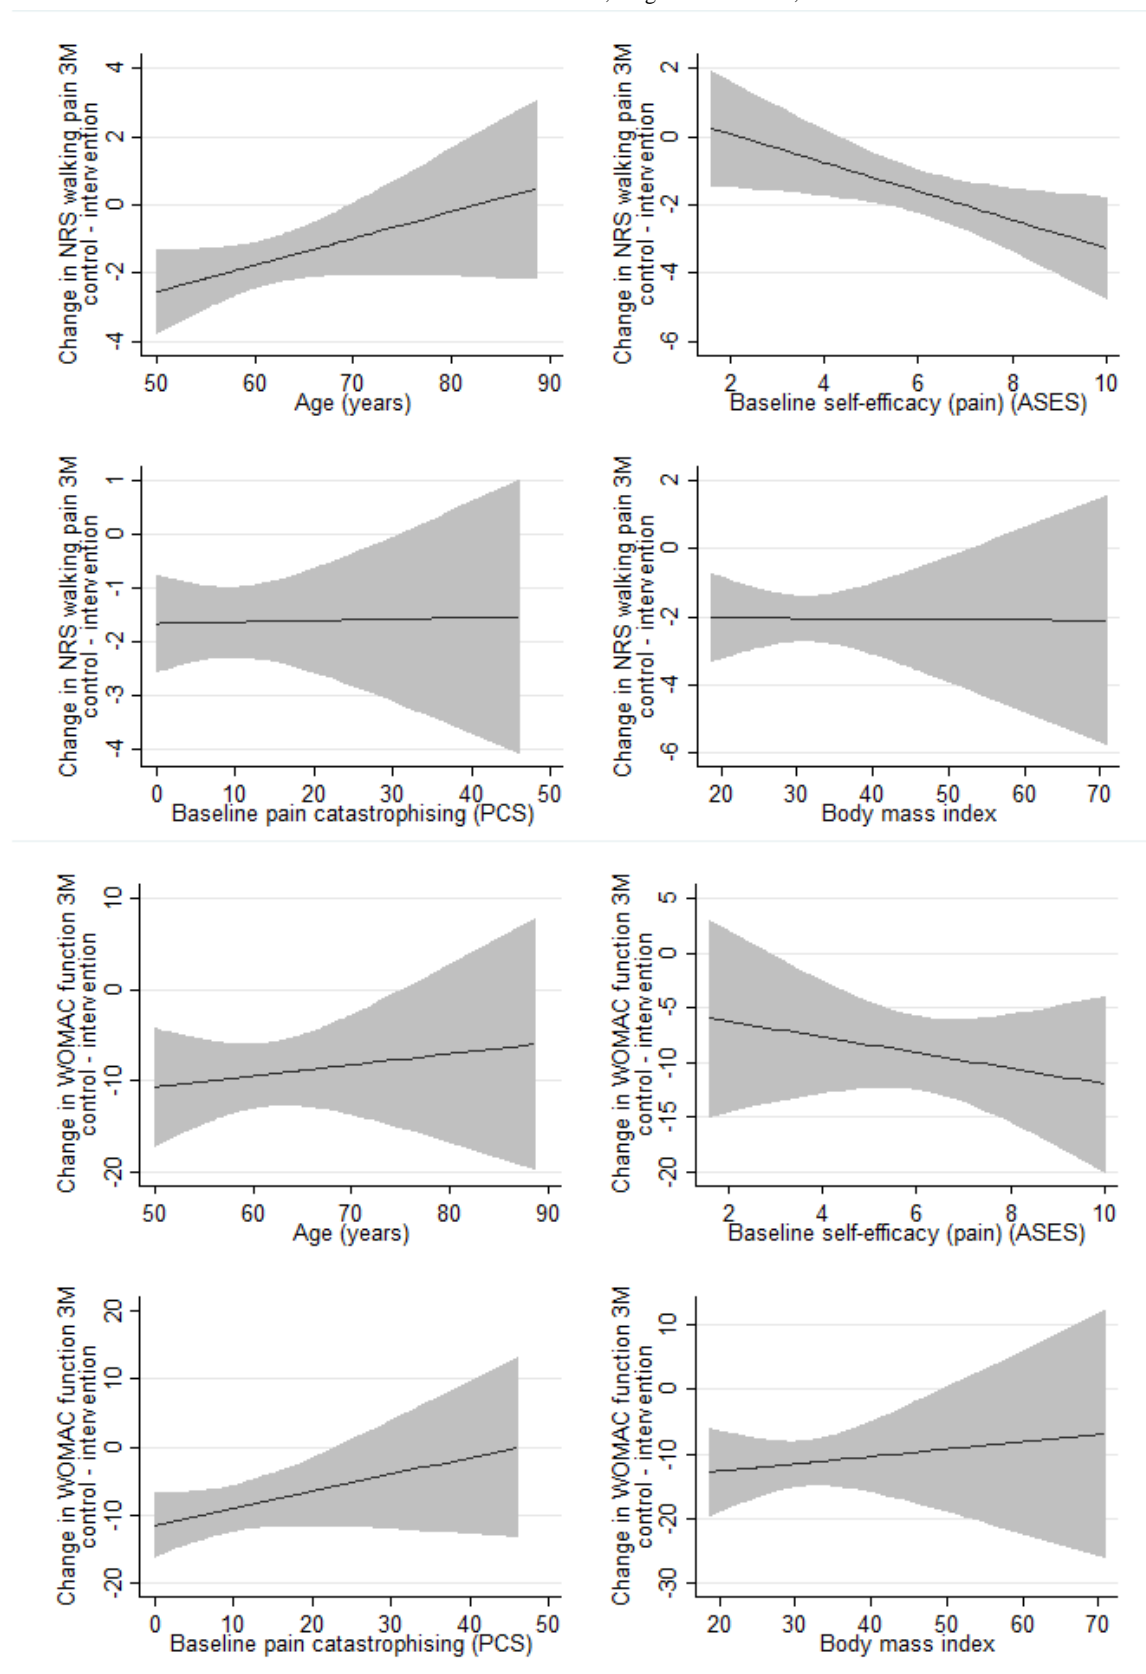 Change in NRS walking pain 3M
control - intervention
4
2
0
-2
-4
50 60 70 80 90
Age (years)
Change in NRS walking pain 3M
control - intervention
2
0
-2
-4
-6
2 4 6 8 10
Baseline self-efficacy (pain) (ASES)
Change in NRS walking pain 3M
control - intervention
1
0
-1
-2
-3
-4
0 10 20 30 40 50
Baseline pain catastrophising (PCS)
Change in NRS walking pain 3M
control - intervention
2
0
-2
-4
-6
20 30 40 50 60 70
Body mass index
Change in WOMAC function 3M
control - intervention
10
0
-10
-20
50 60 70 80 90
Age (years)
Change in WOMAC function 3M
control - intervention
5
0
-5
-10
-15
-20
2 4 6 8 10
Baseline self-efficacy (pain) (ASES)
Change in WOMAC function 3M
control - intervention
20
10
0
-10
-20
0 10 20 30 40 50
Baseline pain catastrophising (PCS)
Change in WOMAC function 3M
control - intervention
10
0
-10
-20
-30
20 30 40 50 60 70
Body mass index